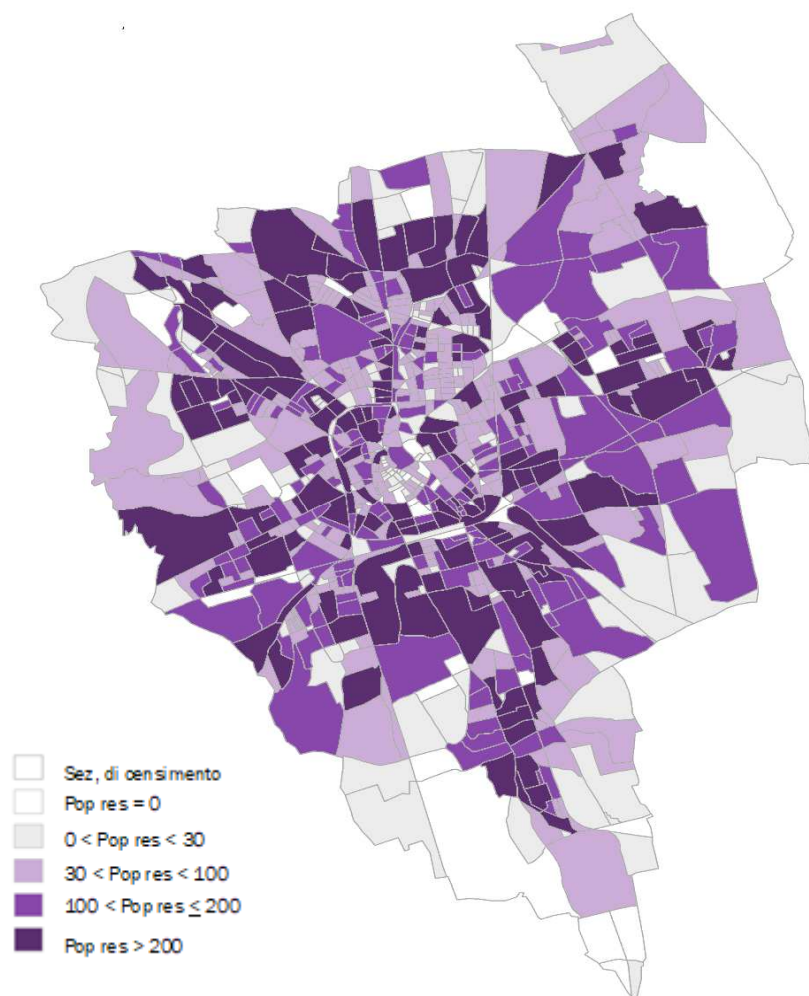 Sez, di censimento
Pop res = 0
0 < Pop res < 30
30 < Pop res < 100
100 < Pop res ≤ 200
Pop res > 200